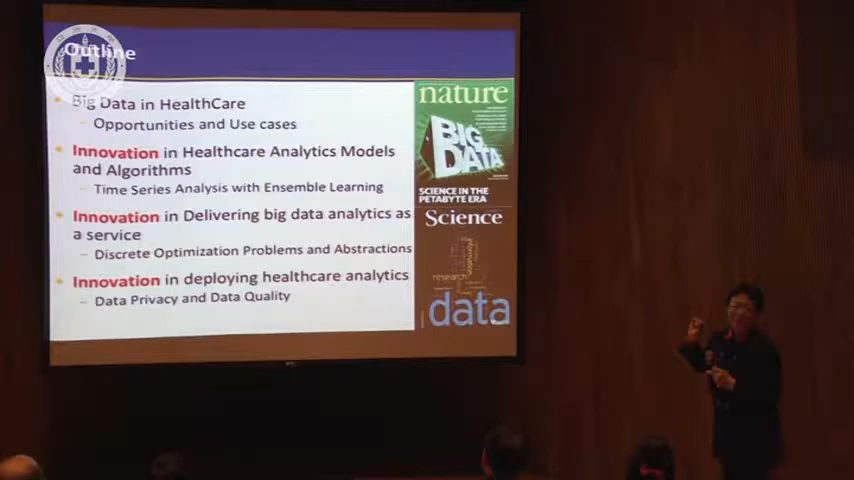 Outline
Big Data in HealthCare
– Opportunities and Use cases
Innovation in Healthcare Analytics Models
and Algorithms
– Time Series Analysis with Ensemble Learning
Innovation in Delivering big data analytics as
a service
– Discrete Optimization Problems and Abstractions
Innovation in deploying healthcare analytics
– Data Privacy and Data Quality
nature
BIG
DATA
SCIENCE IN THE
PETABYTE ERA
Science
research
data